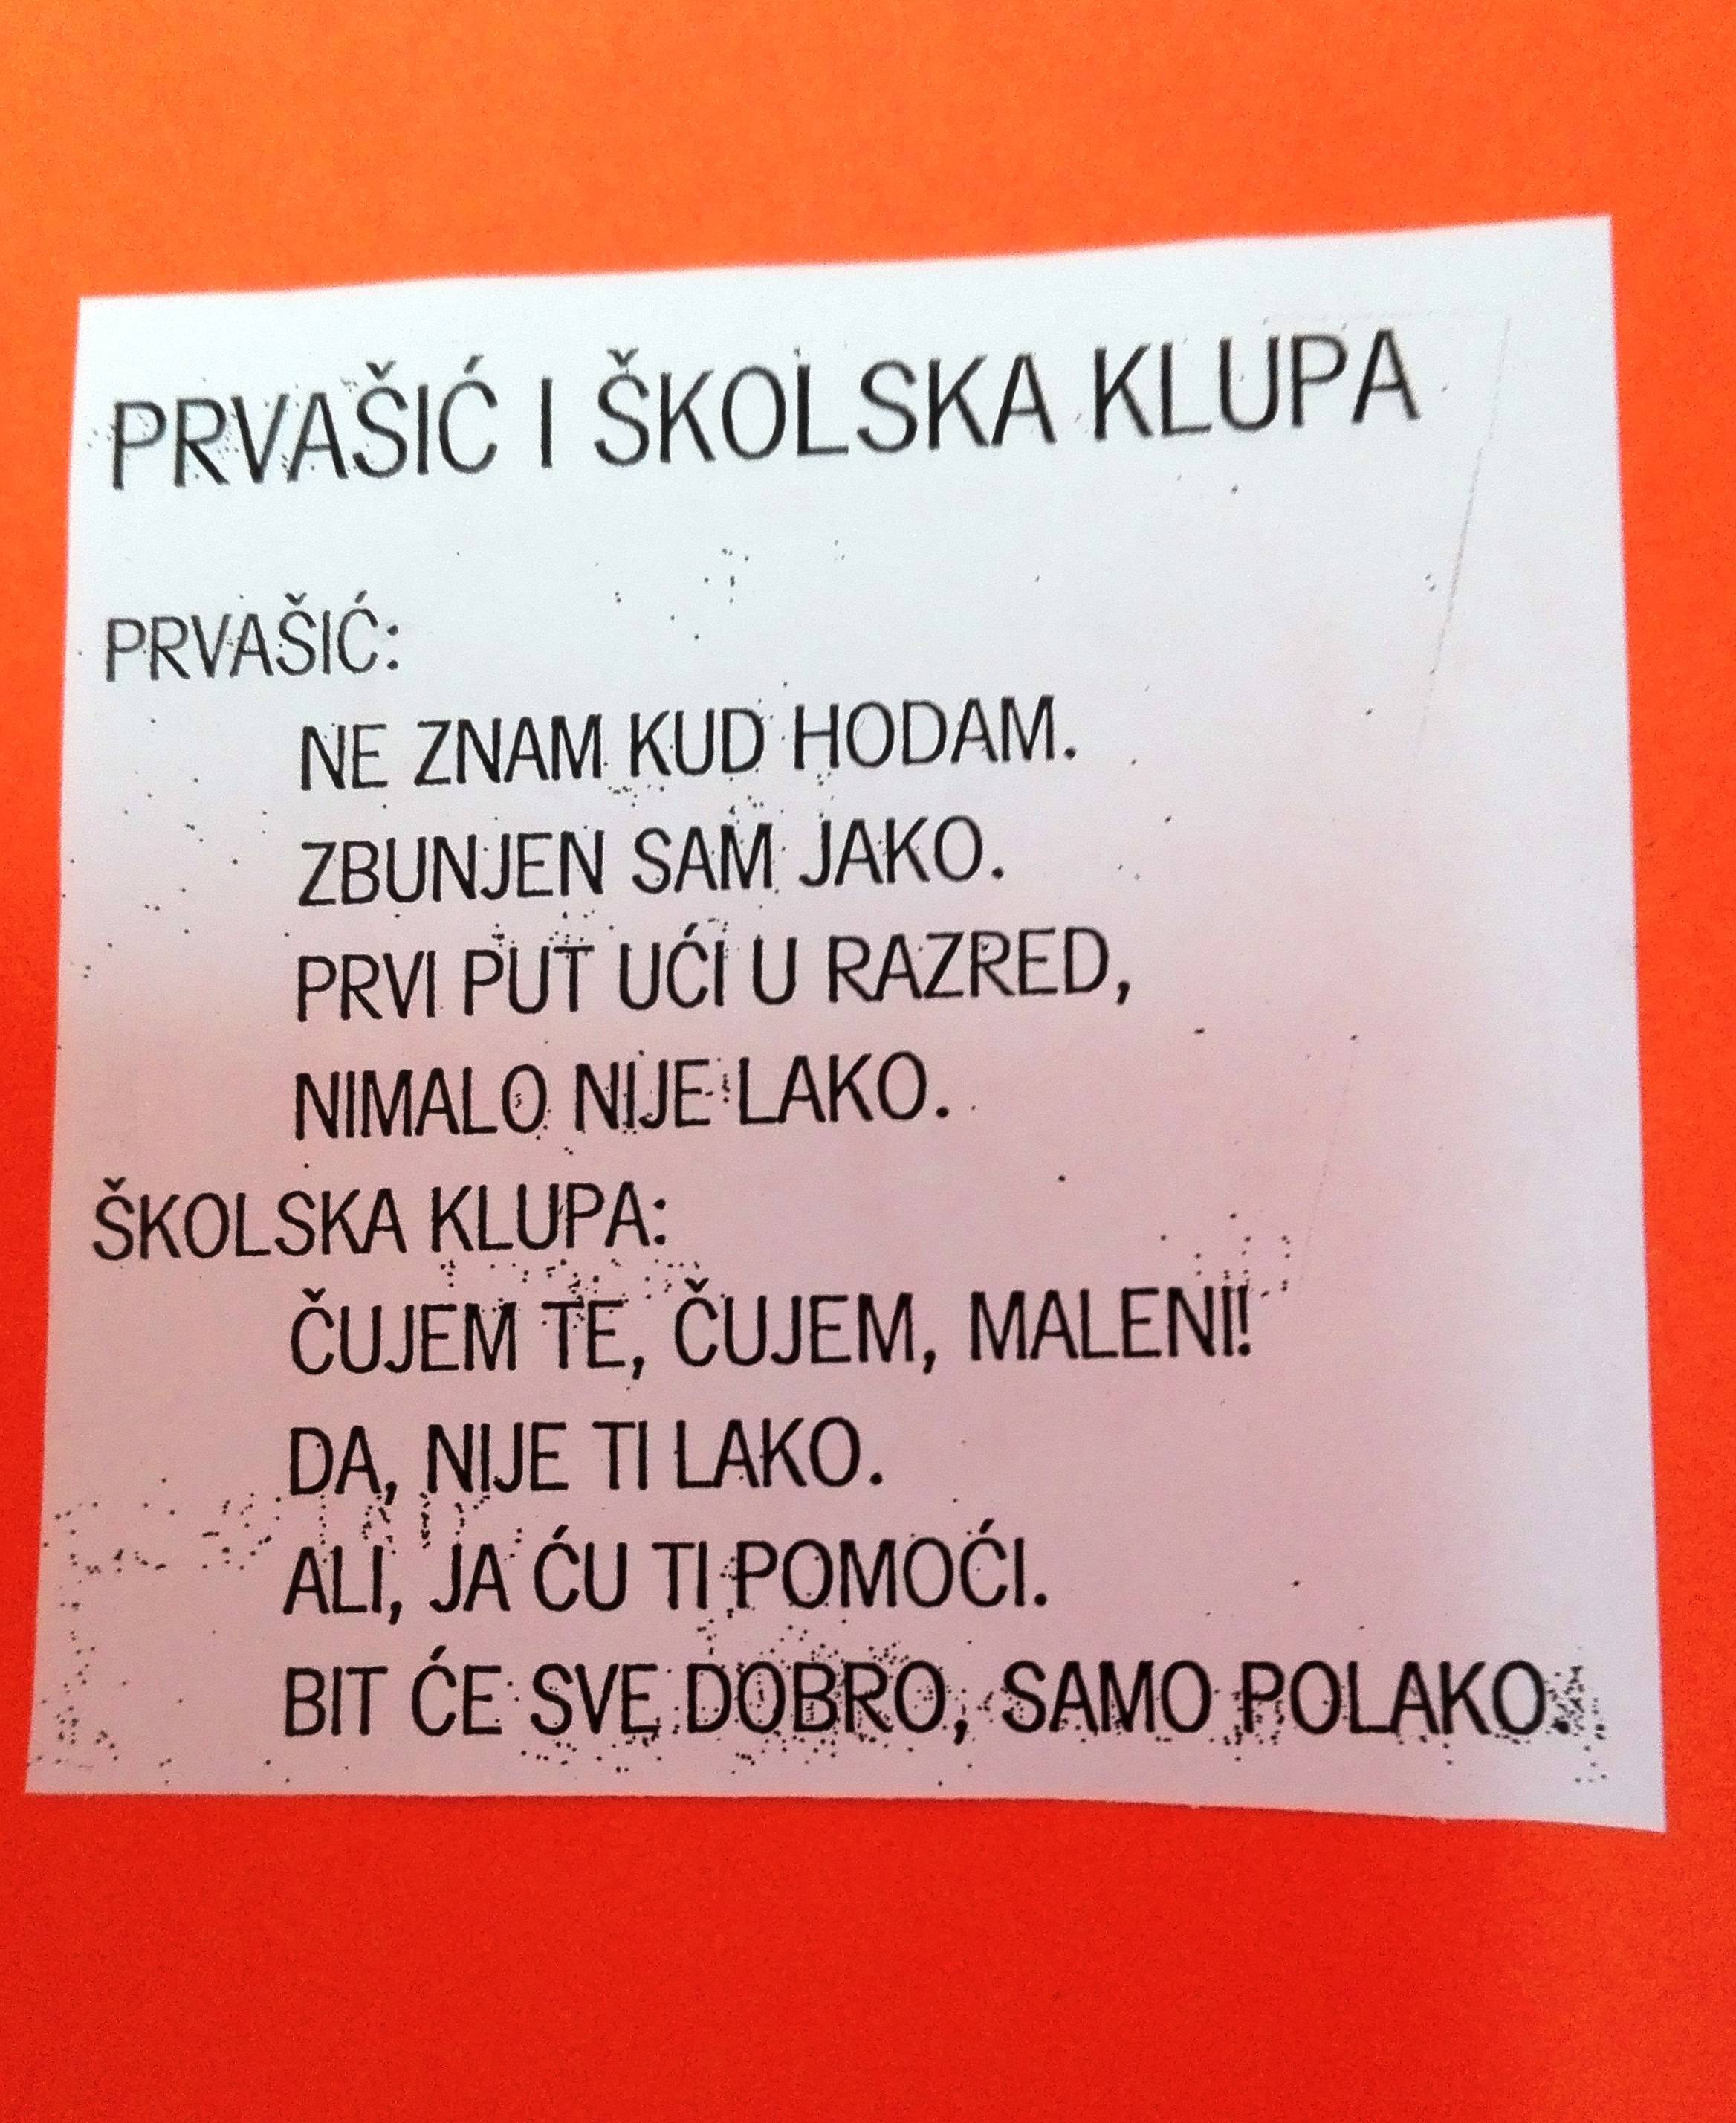 PRVAŠIĆ I ŠKOLSKA KLUPA
PRVAŠIĆ:
NE ZNAM KUD HODAM.
ZBUNJEN SAM JAKO.
PRVI PUT UĆI U RAZRED,
NIMALO NIJE LAKO.
ŠKOLSKA KLUPA:
ČUJEM TE, ČUJEM, MALENI!
DA, NIJE TI LAKO.
ALI, JA ĆU TI POMOĆI.
BIT ĆE SVE DOBRO, SAMO POLAKO.